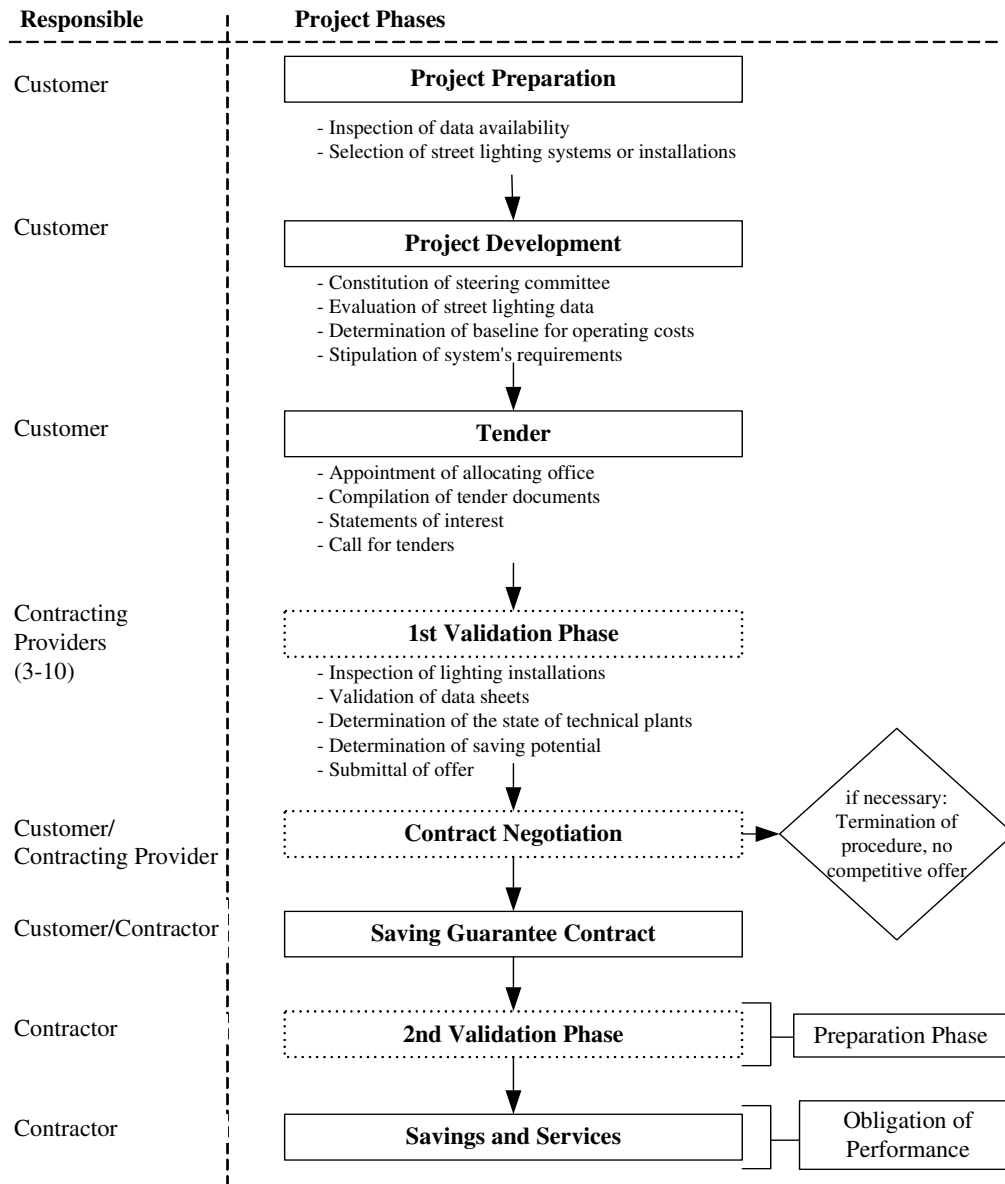 Responsible
Project Phases
Customer
Project Preparation
- Inspection of data availability
- Selection of street lighting systems or installations
Customer
Project Development
- Constitution of steering committee
- Evaluation of street lighting data
- Determination of baseline for operating costs
- Stipulation of system's requirements
Customer
Tender
- Appointment of allocating office
- Compilation of tender documents
- Statements of interest
- Call for tenders
Contracting
Providers
(3-10)
1st Validation Phase
- Inspection of lighting installations
- Validation of data sheets
- Determination of the state of technical plants
- Determination of saving potential
- Submittal of offer
Customer/
Contracting Provider
Contract Negotiation
if necessary:
Termination of
procedure, no
competitive offer
Customer/Contractor
Saving Guarantee Contract
Contractor
2nd Validation Phase
Preparation Phase
Contractor
Savings and Services
Obligation of
Performance